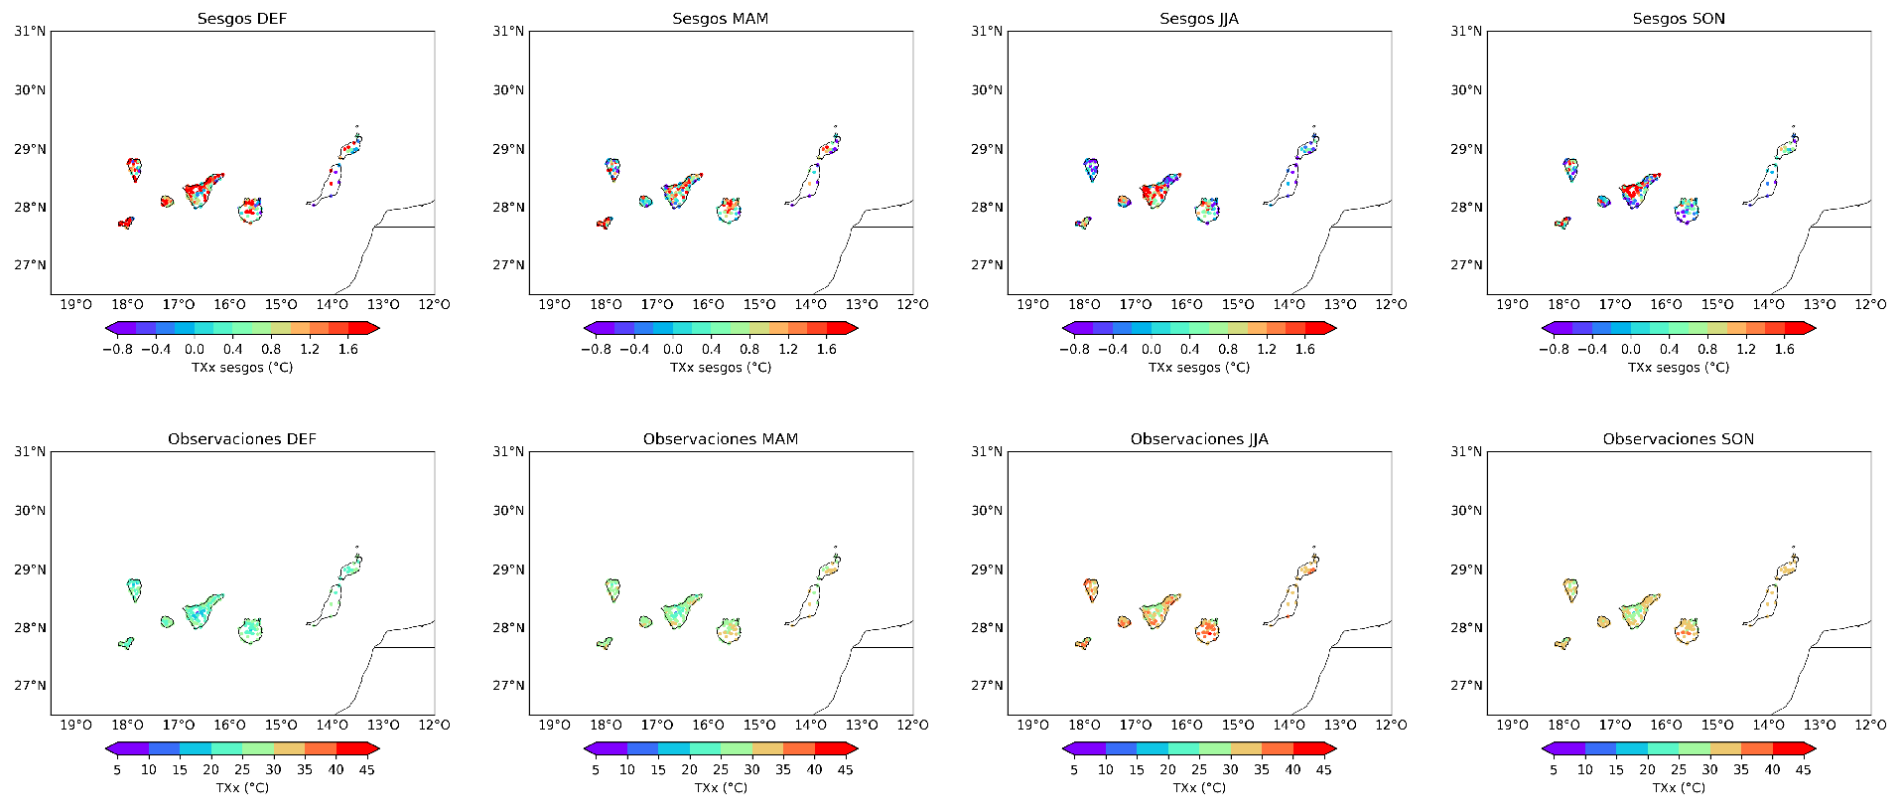 Sesgos DEF
Sesgos MAM
Sesgos JJA
Sesgos SON
31°N
30°N
29°N
28°N
27°N
19°O 18°O 17°O 16°O 15°O 14°O 13°O 12°O
19°O 18°O 17°O 16°O 15°O 14°O 13°O 12°O
31°N
30°N
29°N
28°N
27°N
31°N
30°N
29°N
28°N
27°N
19°O 18°O 17°O 16°O 15°O 14°O 13°O 12°O
31°N
30°N
29°N
28°N
27°N
19°O 18°O 17°O 16°O 15°O 14°O 13°O 12°O
−0.8 −0.4 0.0 0.4 0.8 1.2 1.6
TXx sesgos (°C)
−0.8 −0.4 0.0 0.4 0.8 1.2 1.6
TXx sesgos (°C)
−0.8 −0.4 0.0 0.4 0.8 1.2 1.6
TXx sesgos (°C)
−0.8 −0.4 0.0 0.4 0.8 1.2 1.6
TXx sesgos (°C)
Observaciones DEF
Observaciones MAM
Observaciones JJA
Observaciones SON
31°N
30°N
29°N
28°N
27°N
19°O 18°O 17°O 16°O 15°O 14°O 13°O 12°O
31°N
30°N
29°N
28°N
27°N
19°O 18°O 17°O 16°O 15°O 14°O 13°O 12°O
31°N
30°N
29°N
28°N
27°N
19°O 18°O 17°O 16°O 15°O 14°O 13°O 12°O
31°N
30°N
29°N
28°N
27°N
19°O 18°O 17°O 16°O 15°O 14°O 13°O 12°O
5 10 15 20 25 30 35 40 45
TXx (°C)
5 10 15 20 25 30 35 40 45
TXx (°C)
5 10 15 20 25 30 35 40 45
TXx (°C)
5 10 15 20 25 30 35 40 45
TXx (°C)